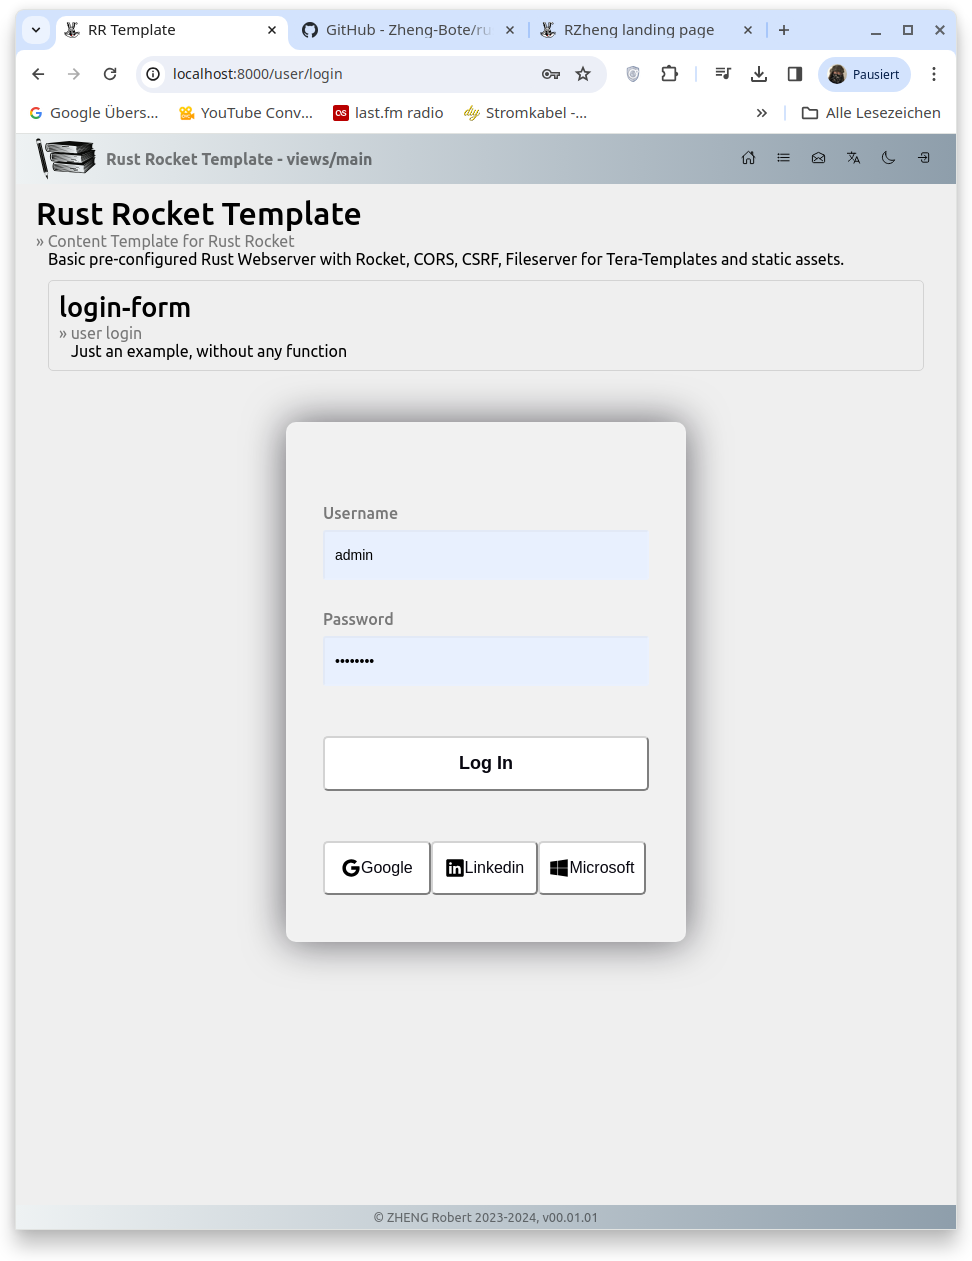 RR Template
GitHub - Zheng-Bote/ru
RZheng landing page
localhost:8000/user/login
Pausiert
Google Übers...
YouTube Conv...
last.fm radio
Stromkabel -...
»
Alle Lesezeichen
Rust Rocket Template - views/main
Rust Rocket Template
» Content Template for Rust Rocket
Basic pre-configured Rust Webserver with Rocket, CORS, CSRF, Fileserver for Tera-Templates and static assets.
login-form
» user login
Just an example, without any function
Username
admin
Password
••••••••
Log In
Google
Linkedin
Microsoft
© ZHENG Robert 2023-2024, v00.01.01